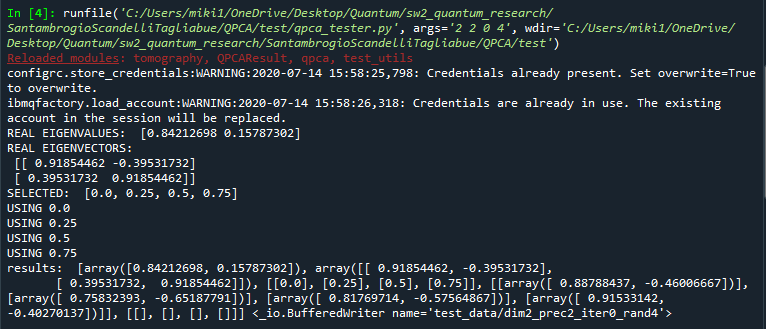 In [4]: runfile('C:/Users/miki1/OneDrive/Desktop/Quantum/sw2_quantum_research/
SantambrogioScandelliTagliabue/QPCA/test/qpca_tester.py', args='2 2 0 4', wdir='C:/Users/miki1/OneDrive/
Desktop/Quantum/sw2_quantum_research/SantambrogioScandelliTagliabue/QPCA/test')
Reloaded modules: tomography, QPCAResult, qpca, test_utils
configrc.store_credentials:WARNING:2020-07-14 15:58:25,798: Credentials already present. Set overwrite=True
to overwrite.
ibmqfactory.load_account:WARNING:2020-07-14 15:58:26,318: Credentials are already in use. The existing
account in the session will be replaced.
REAL EIGENVALUES:  [0.84212698 0.15787302]
REAL EIGENVECTORS:
 [[ 0.91854462 -0.39531732]
 [ 0.39531732  0.91854462]]
SELECTED:  [0.0, 0.25, 0.5, 0.75]
USING 0.0
USING 0.25
USING 0.5
USING 0.75
results:  [array([0.84212698, 0.15787302]), array([[ 0.91854462, -0.39531732],
       [ 0.39531732,  0.91854462]]), [[0.0], [0.25], [0.5], [0.75]], [[array([ 0.88788437, -0.46006667])],
[array([ 0.75832393, -0.65187791])], [array([ 0.81769714, -0.57564867])], [array([ 0.91533142,
-0.40270137])]], [[], [], [], []]] <_io.BufferedWriter name='test_data/dim2_prec2_iter0_rand4'>